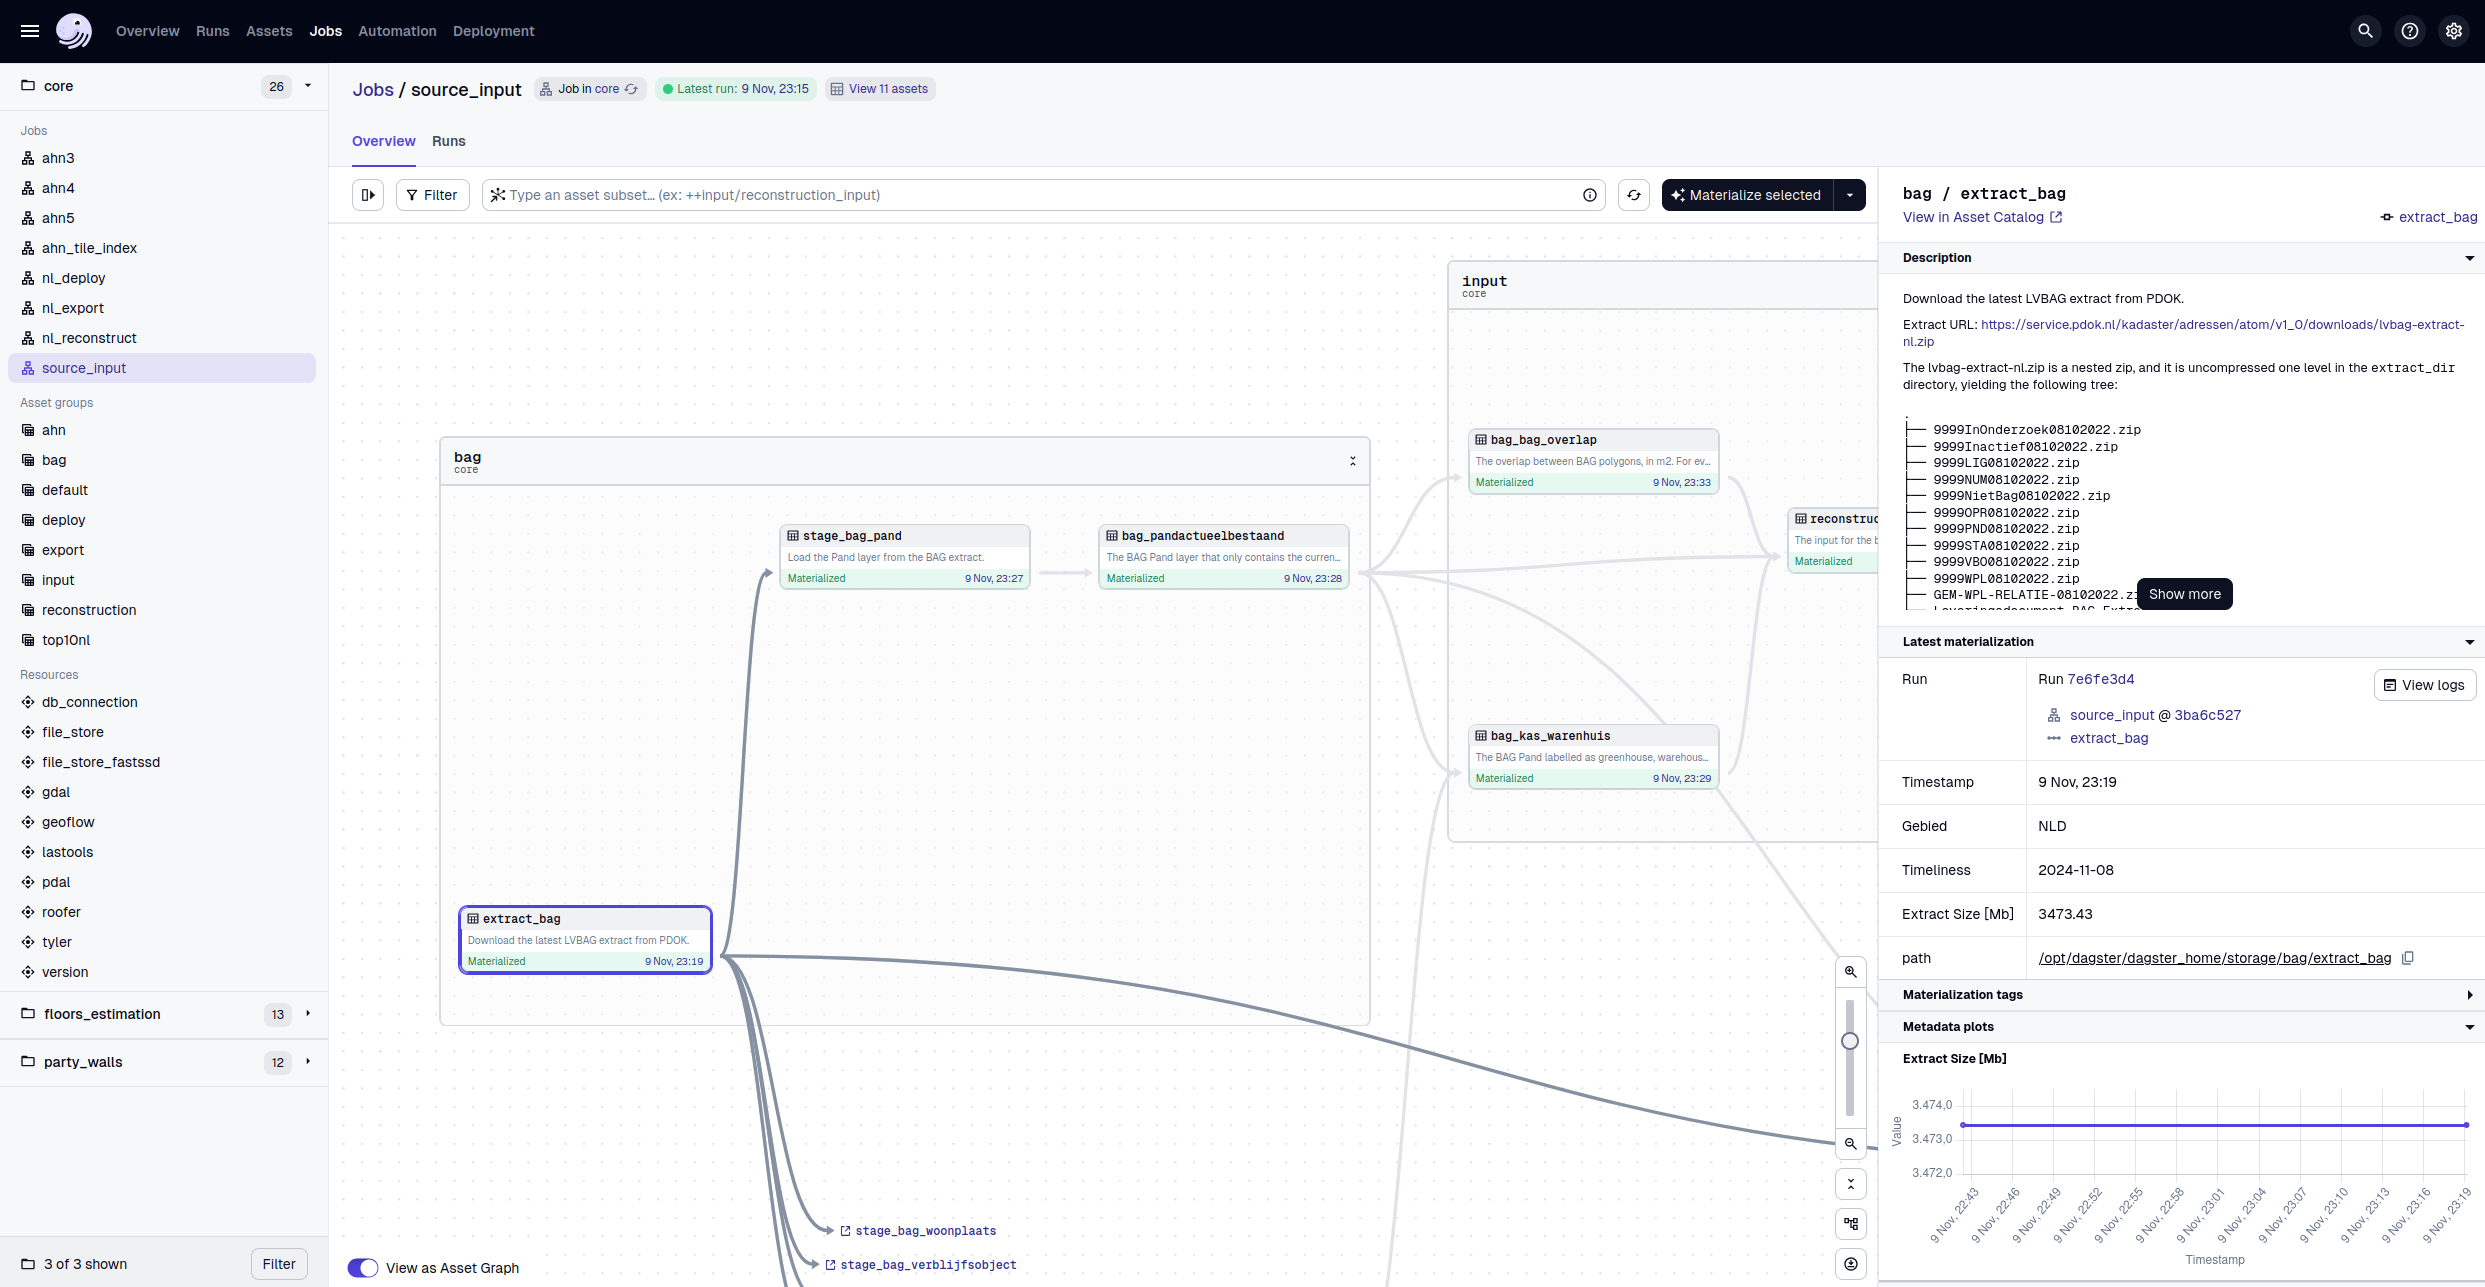 Overview Runs Assets Jobs Automation Deployment
core 26
Jobs
ahn3
ahn4
ahn5
ahn_tile_index
nl_deploy
nl_export
nl_reconstruct
source_input
Asset groups
ahn
bag
default
deploy
export
input
reconstruction
top10nl
Resources
db_connection
file_store
file_store_fastssd
gdal
geoflow
lastools
pdal
roofer
tyler
version
floors_estimation 13
party_walls 12
3 of 3 shown Filter
Jobs / source_input Job in core Latest run: 9 Nov, 23:15 View 11 assets
Overview Runs
Filter Type an asset subset... (ex: ++input/reconstruction_input) Materialize selected
bag
core
stage_bag_pand
Load the Pand layer from the BAG extract.
Materialized 9 Nov, 23:27
bag_pandactueelbestaand
The BAG Pand layer that only contains the curren...
Materialized 9 Nov, 23:28
extract_bag
Download the latest LVBAG extract from PDOK.
Materialized 9 Nov, 23:19
input
core
bag_bag_overlap
The overlap between BAG polygons, in m2. For ev...
Materialized 9 Nov, 23:33
reconstruc
The input for the b
Materialized
bag_kas_warenhuis
The BAG Pand labelled as greenhouse, warehous...
Materialized 9 Nov, 23:29
stage_bag_woonplaats
stage_bag_verblijfsobject
View as Asset Graph
bag / extract_bag
View in Asset Catalog extract_bag
Description
Download the latest LVBAG extract from PDOK.
Extract URL: https://service.pdok.nl/kadaster/adressen/atom/v1_0/downloads/lvbag-extract-
nl.zip
The lvbag-extract-nl.zip is a nested zip, and it is uncompressed one level in the extract_dir
directory, yielding the following tree:
.
├── 9999InOnderzoek08102022.zip
├── 9999Inactief08102022.zip
├── 9999LIG08102022.zip
├── 9999NUM08102022.zip
├── 9999NietBag08102022.zip
├── 9999OPR08102022.zip
├── 9999PND08102022.zip
├── 9999STA08102022.zip
├── 9999VBO08102022.zip
├── 9999WPL08102022.zip
├── GEM-WPL-RELATIE-08102022.zi
Show more
Latest materialization
Run Run 7e6fe3d4 View logs
source_input @ 3ba6c527
extract_bag
Timestamp 9 Nov, 23:19
Gebied NLD
Timeliness 2024-11-08
Extract Size [Mb] 3473.43
path /opt/dagster/dagster_home/storage/bag/extract_bag
Materialization tags
Metadata plots
Extract Size [Mb]
Value
3.474,0
3.473,0
3.472,0
9 Nov, 22:43
9 Nov, 22:46
9 Nov, 22:49
9 Nov, 22:52
9 Nov, 22:55
9 Nov, 22:58
9 Nov, 23:01
9 Nov, 23:04
9 Nov, 23:07
9 Nov, 23:10
9 Nov, 23:13
9 Nov, 23:16
9 Nov, 23:19
Timestamp